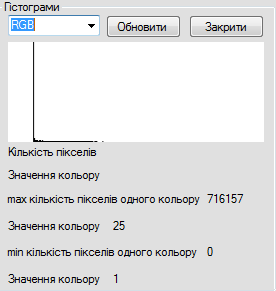 Гістограми
RGB Обновити Закрити
Кількість пікселів
Значення кольору
max кількість пікселів одного кольору 716157
Значення кольору 25
min кількість пікселів одного кольору 0
Значення кольору 1